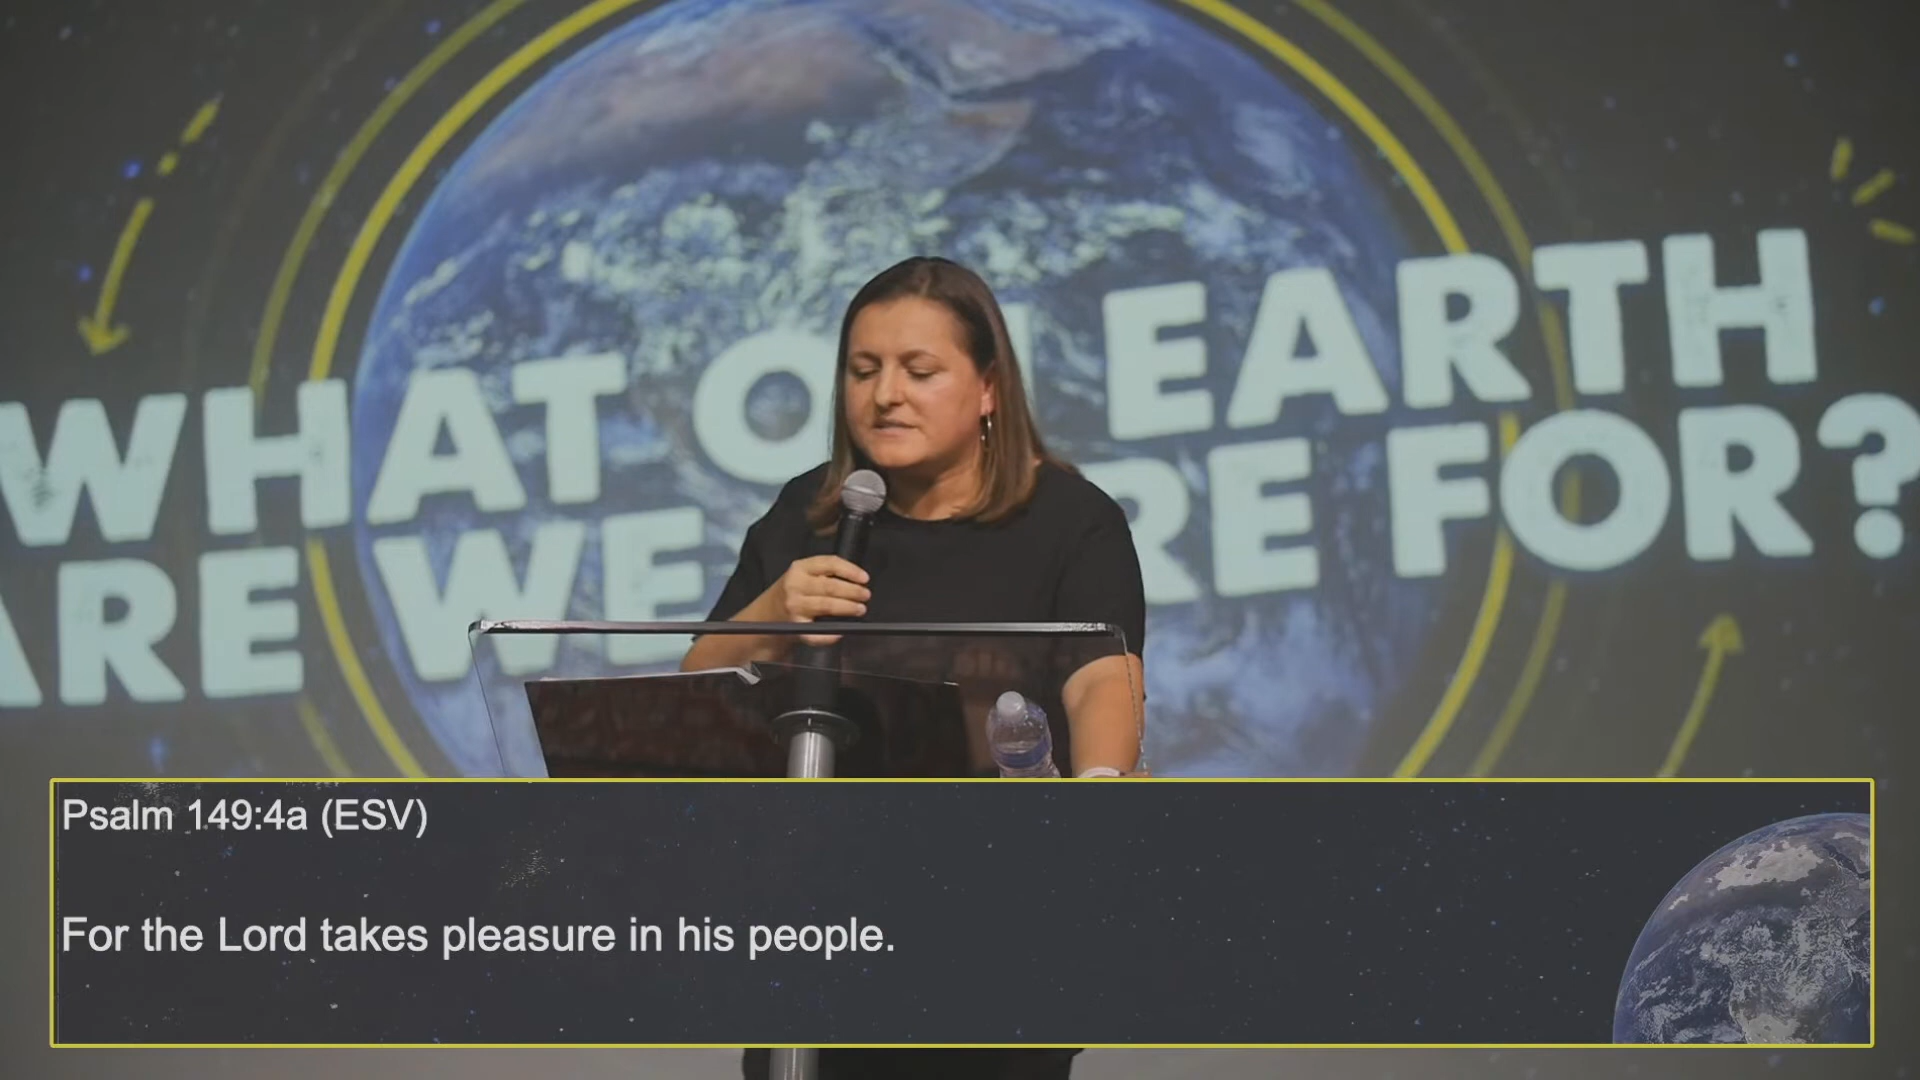 WHAT O EARTH
ARE WE RE FOR?
Psalm 149:4a (ESV)
For the Lord takes pleasure in his people.